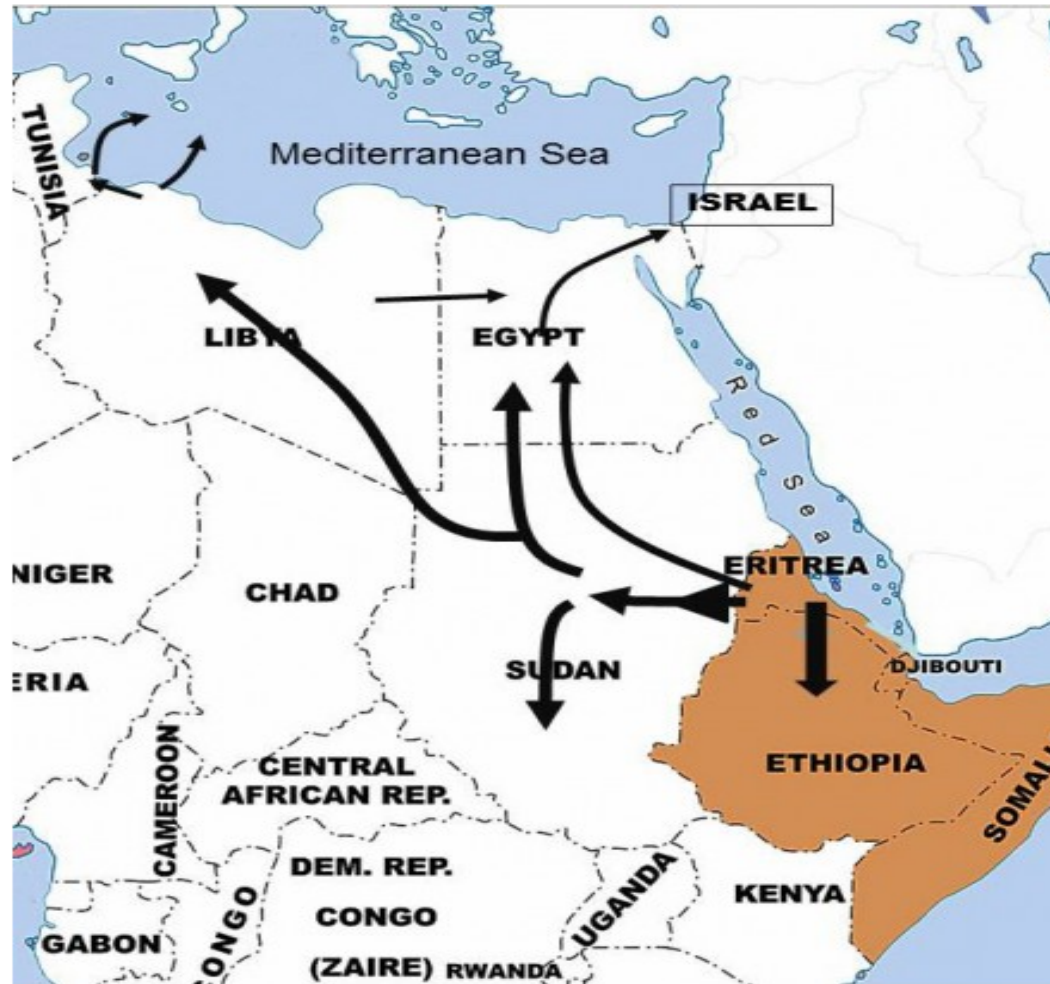 TUNISIA
Mediterranean Sea
ISRAEL
LIBYA
EGYPT
Red Sea
NIGER
CHAD
ERITREA
SUDAN
DJIBOUTI
ERIA
CAMEROON
CENTRAL
AFRICAN REP.
ETHIOPIA
SOMALI
DEM. REP.
CONGO
(ZAIRE)
RWANDA
UGANDA
KENYA
GABON
ONGO